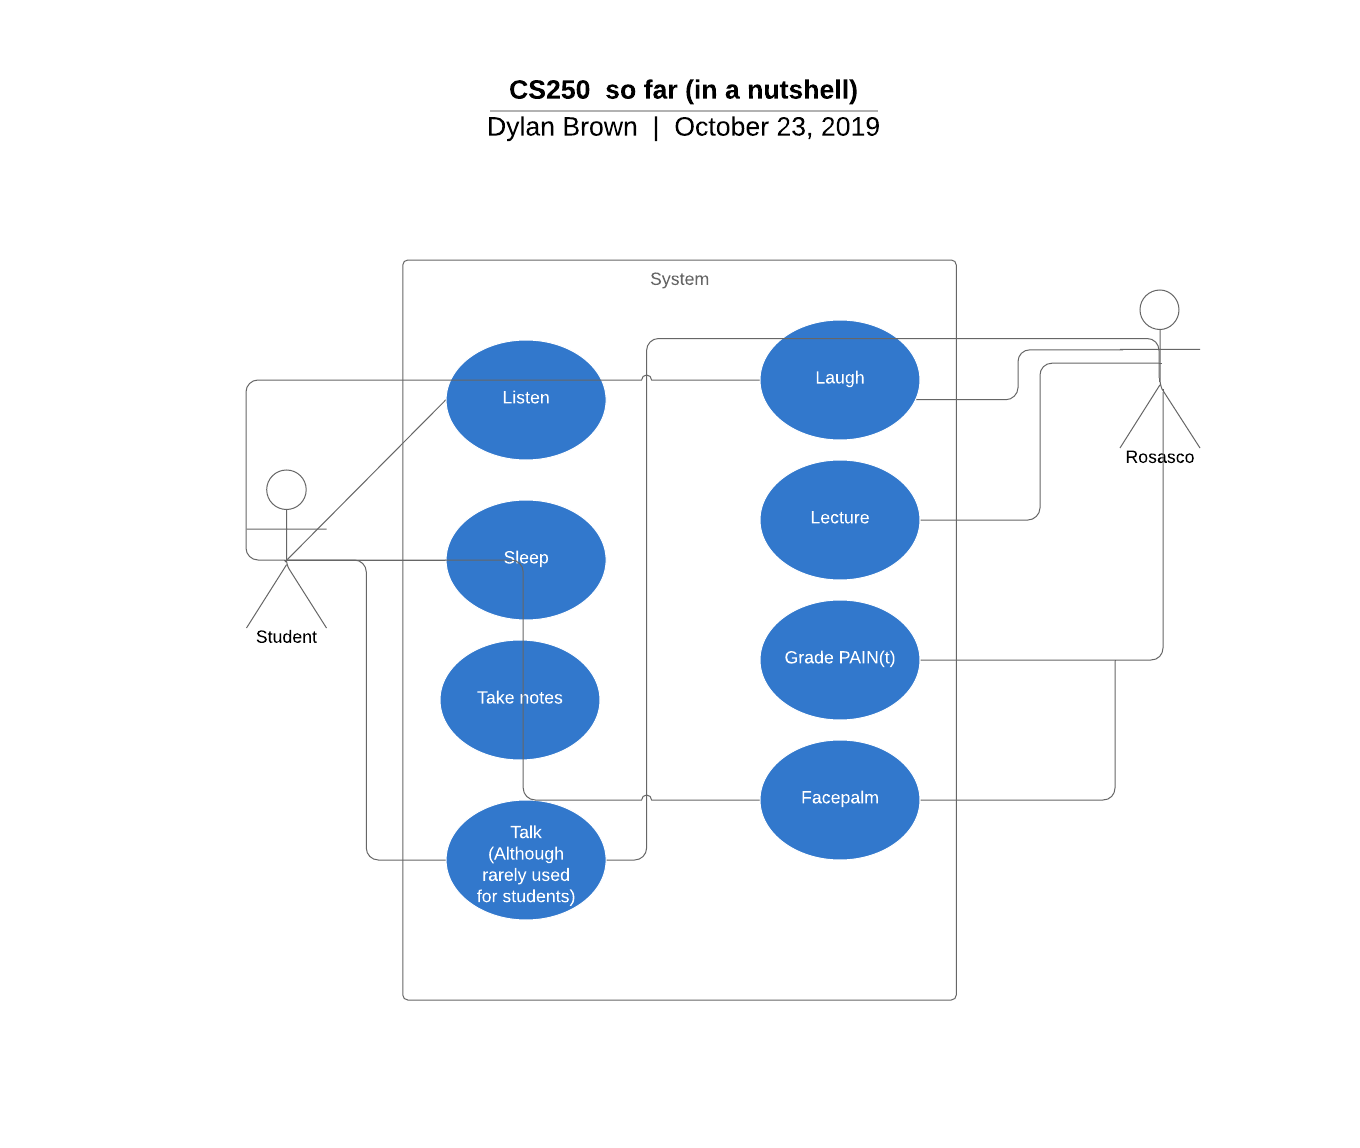 CS250  so far (in a nutshell)
Dylan Brown  |  October 23, 2019
System
Laugh
Listen
Rosasco
Lecture
Sleep
Student
Grade PAIN(t)
Take notes
Facepalm
Talk
(Although
rarely used
for students)